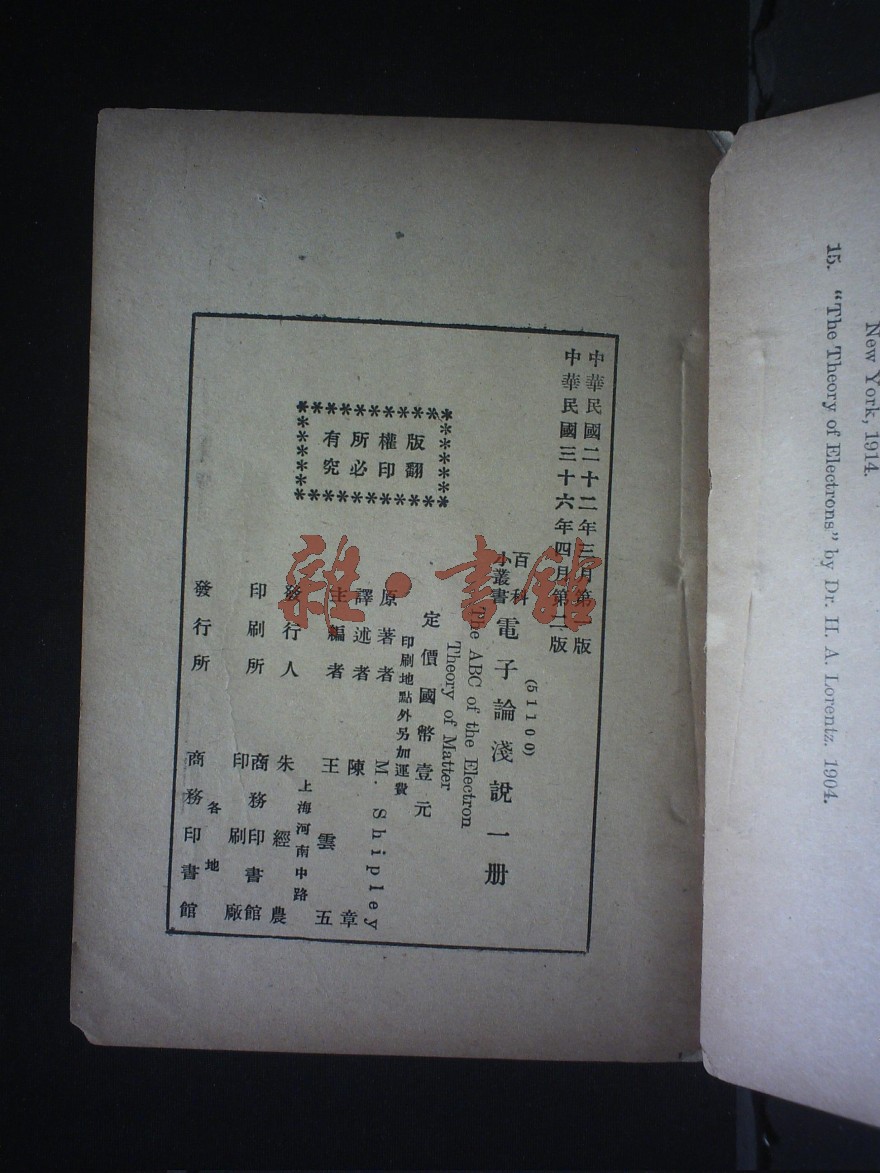 New York, 1914.
15. “The Theory of Electrons” by Dr. H. A. Lorentz. 1904.
中華民國二十二年三月第版
中華民國三十六年四月第二版
(51100)
百科
小叢書
電子論淺說一册
The ABC of the Electron
Theory of Matter
版權所有
翻印必究
定價國幣壹元
印刷地點外另加運費
原著者 M. Shipley
譯述者 陳章
主編者 王雲五
上海河南中路
發行人 朱經農
印刷所 商務印書館
印刷廠
各地
發行所 商務印書館
雜·書館